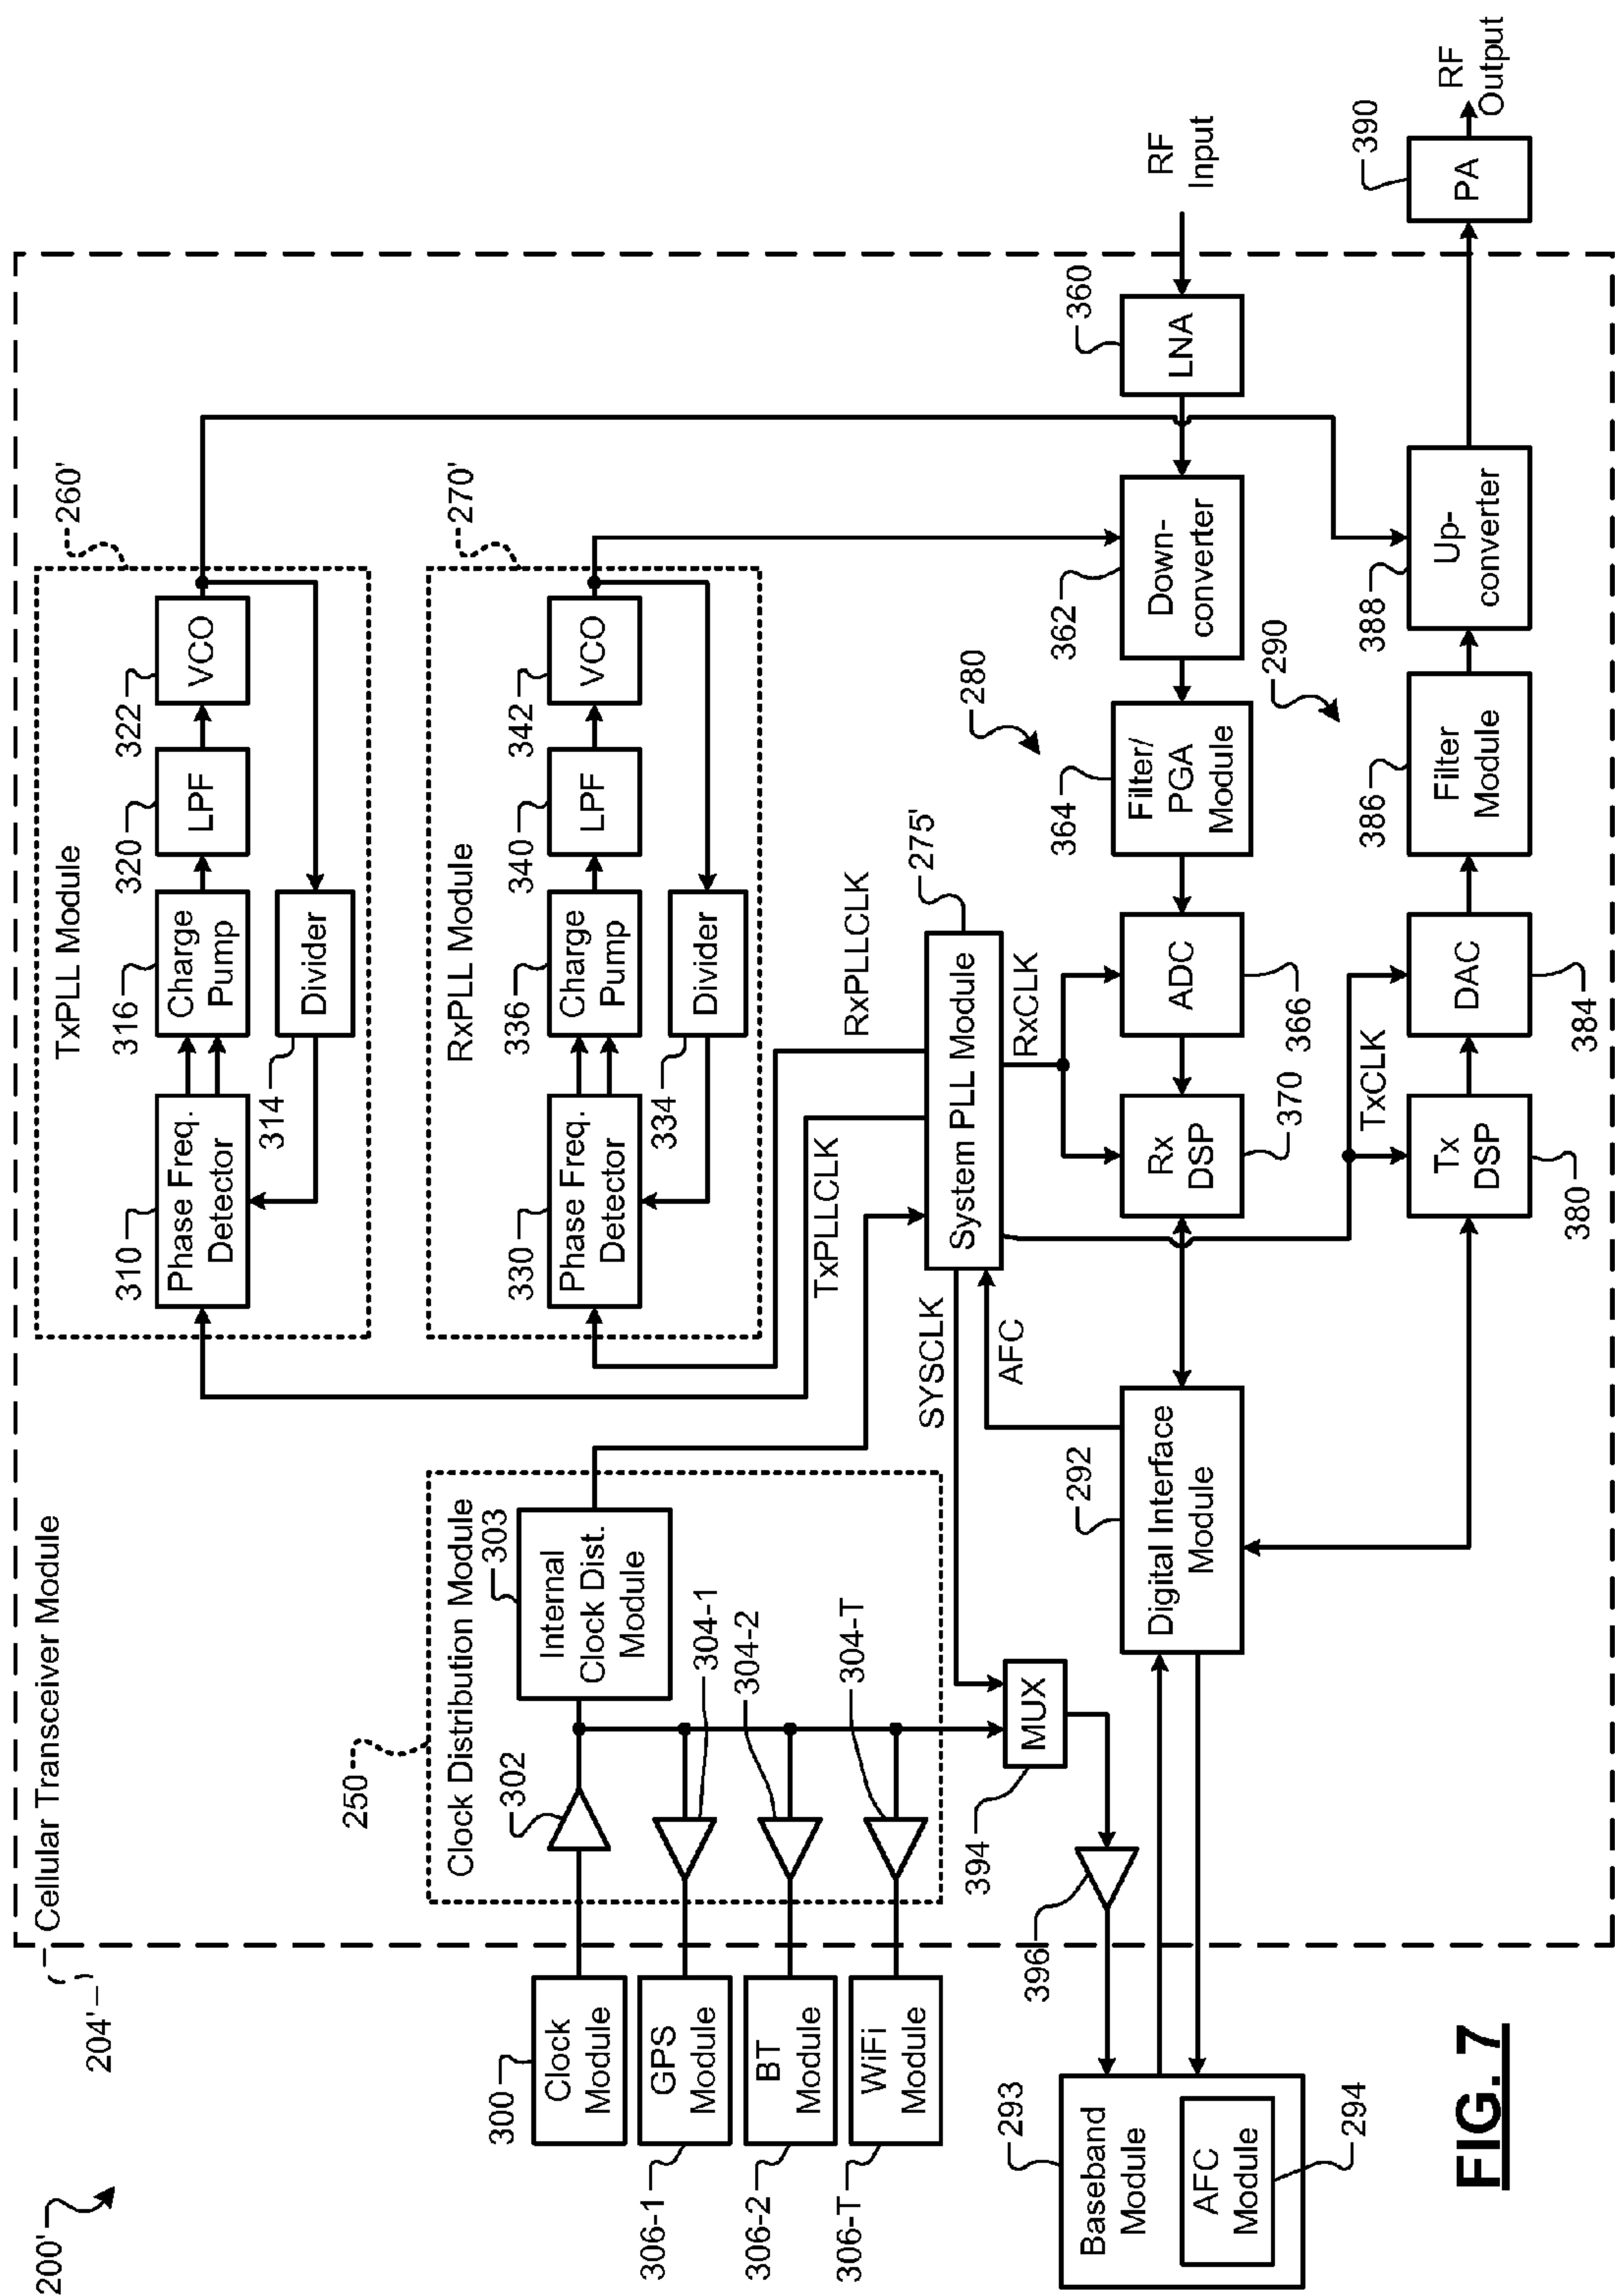 200'
204'
Cellular Transceiver Module
TxPLL Module
260'
310
Phase Freq.
Detector
316
Charge
Pump
320
LPF
322
VCO
314
Divider
RxPLL Module
270'
330
Phase Freq.
Detector
336
Charge
Pump
340
LPF
342
VCO
334
Divider
250
Clock Distribution Module
302
303
Internal
Clock Dist.
Module
304-1
304-2
304-T
300
Clock
Module
306-1
GPS
Module
306-2
BT
Module
306-T
WiFi
Module
TxPLLCLK
RxPLLCLK
275'
System PLL Module
SYSCLK
AFC
RxCLK
TxCLK
394
MUX
396
293
Baseband
Module
AFC
Module
294
292
Digital Interface
Module
280
Rx
DSP
370
ADC
366
364
Filter/
PGA
Module
362
Down-
converter
360
LNA
RF
Input
290
Tx
DSP
380
DAC
384
386
Filter
Module
388
Up-
converter
390
PA
RF
Output
FIG. 7